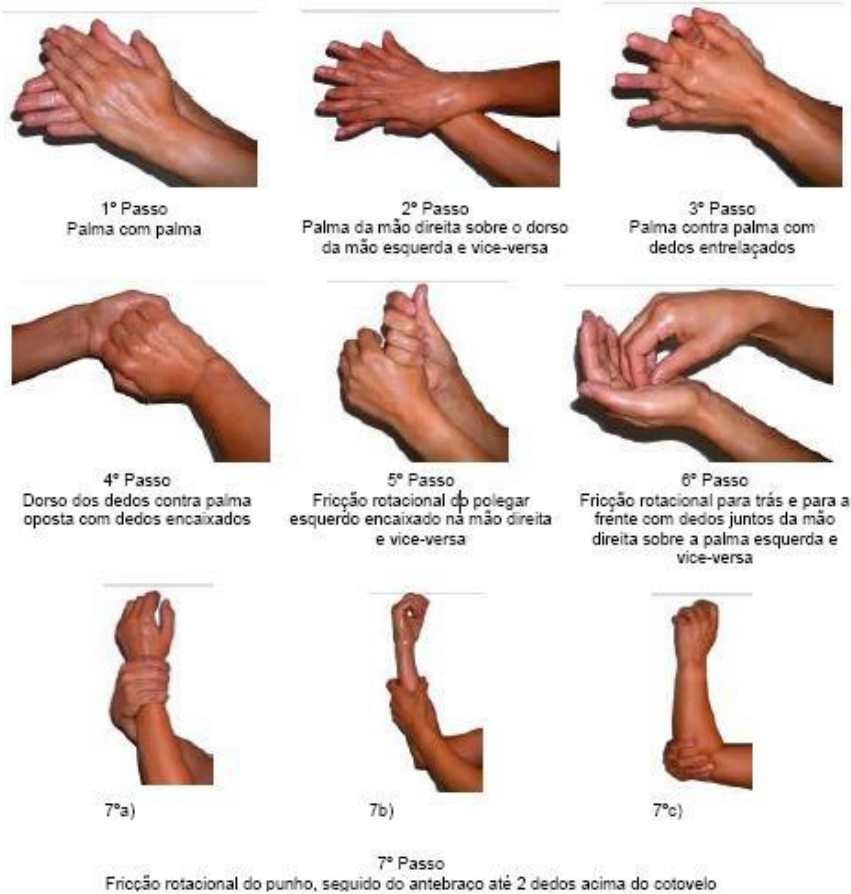 1º Passo
Palma com palma
2º Passo
Palma da mão direita sobre o dorso
da mão esquerda e vice-versa
3º Passo
Palma contra palma com
dedos entrelaçados
4º Passo
Dorso dos dedos contra palma
oposta com dedos encaixados
5º Passo
Fricção rotacional do polegar
esquerdo encaixado na mão direita
e vice-versa
6º Passo
Fricção rotacional para trás e para a
frente com dedos juntos da mão
direita sobre a palma esquerda e
vice-versa
7ºa)
7b)
7ºc)
7º Passo
Fricção rotacional do punho, seguido do antebraço até 2 dedos acima do cotovelo